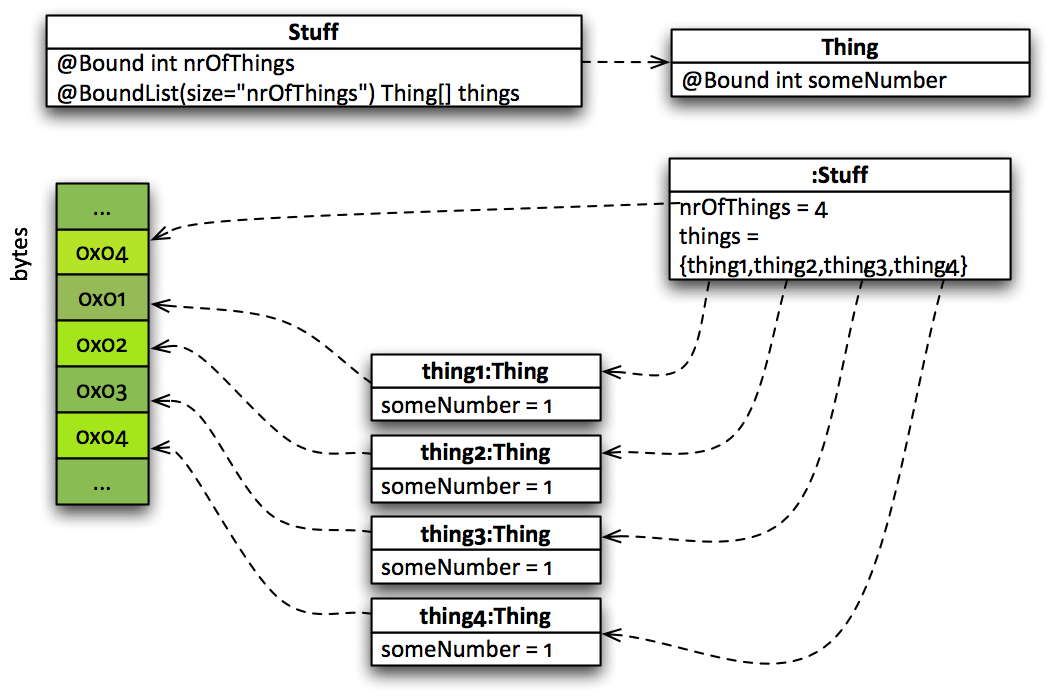 Stuff
@Bound int nrOfThings
@BoundList(size="nrOfThings") Thing[] things
Thing
@Bound int someNumber
:Stuff
nrOfThings = 4
things =
{thing1,thing2,thing3,thing4}
bytes
...
0x04
0x01
0x02
0x03
0x04
...
thing1:Thing
someNumber = 1
thing2:Thing
someNumber = 1
thing3:Thing
someNumber = 1
thing4:Thing
someNumber = 1